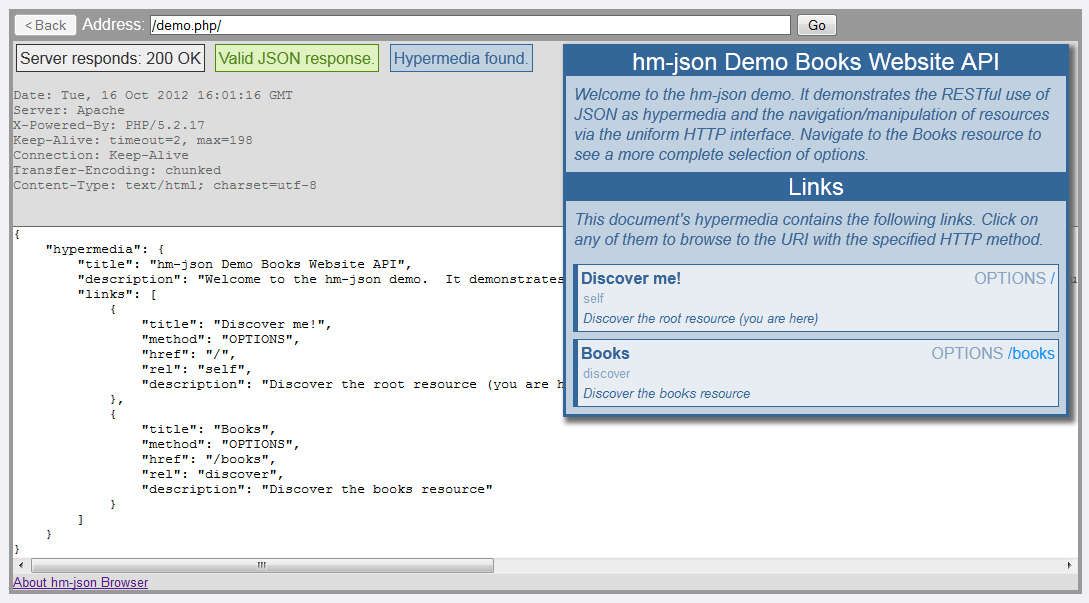 < Back Address: /demo.php/ Go
Server responds: 200 OK Valid JSON response. Hypermedia found.
Date: Tue, 16 Oct 2012 16:01:16 GMT
Server: Apache
X-Powered-By: PHP/5.2.17
Keep-Alive: timeout=2, max=198
Connection: Keep-Alive
Transfer-Encoding: chunked
Content-Type: text/html; charset=utf-8
{
    "hypermedia": {
        "title": "hm-json Demo Books Website API",
        "description": "Welcome to the hm-json demo.  It demonstrates
        "links": [
            {
                "title": "Discover me!",
                "method": "OPTIONS",
                "href": "/",
                "rel": "self",
                "description": "Discover the root resource (you are
            },
            {
                "title": "Books",
                "method": "OPTIONS",
                "href": "/books",
                "rel": "discover",
                "description": "Discover the books resource"
            }
        ]
    }
}
hm-json Demo Books Website API
Welcome to the hm-json demo. It demonstrates the RESTful use of
JSON as hypermedia and the navigation/manipulation of resources
via the uniform HTTP interface. Navigate to the Books resource to
see a more complete selection of options.
Links
This document's hypermedia contains the following links. Click on
any of them to browse to the URI with the specified HTTP method.
Discover me! OPTIONS /
self
Discover the root resource (you are here)
Books OPTIONS /books
discover
Discover the books resource
About hm-json Browser